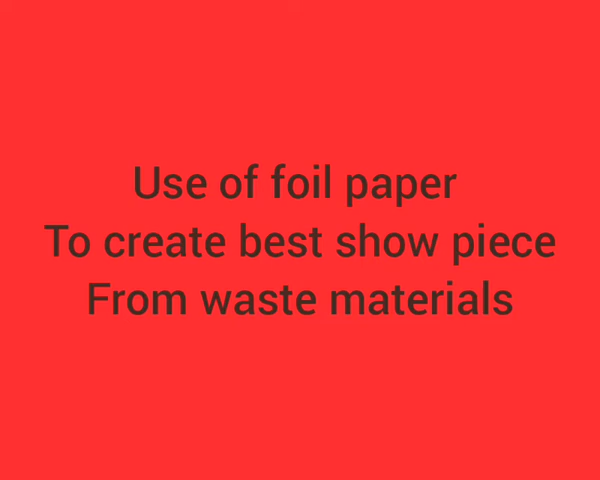 Use of foil paper
To create best show piece
From waste materials